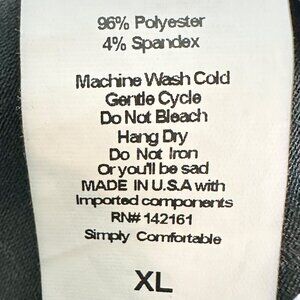 96% Polyester
4% Spandex
Machine Wash Cold
Gentle Cycle
Do Not Bleach
Hang Dry
Do Not Iron
Or you'll be sad
MADE IN U.S.A with
Imported components
RN# 142161
Simply Comfortable
XL